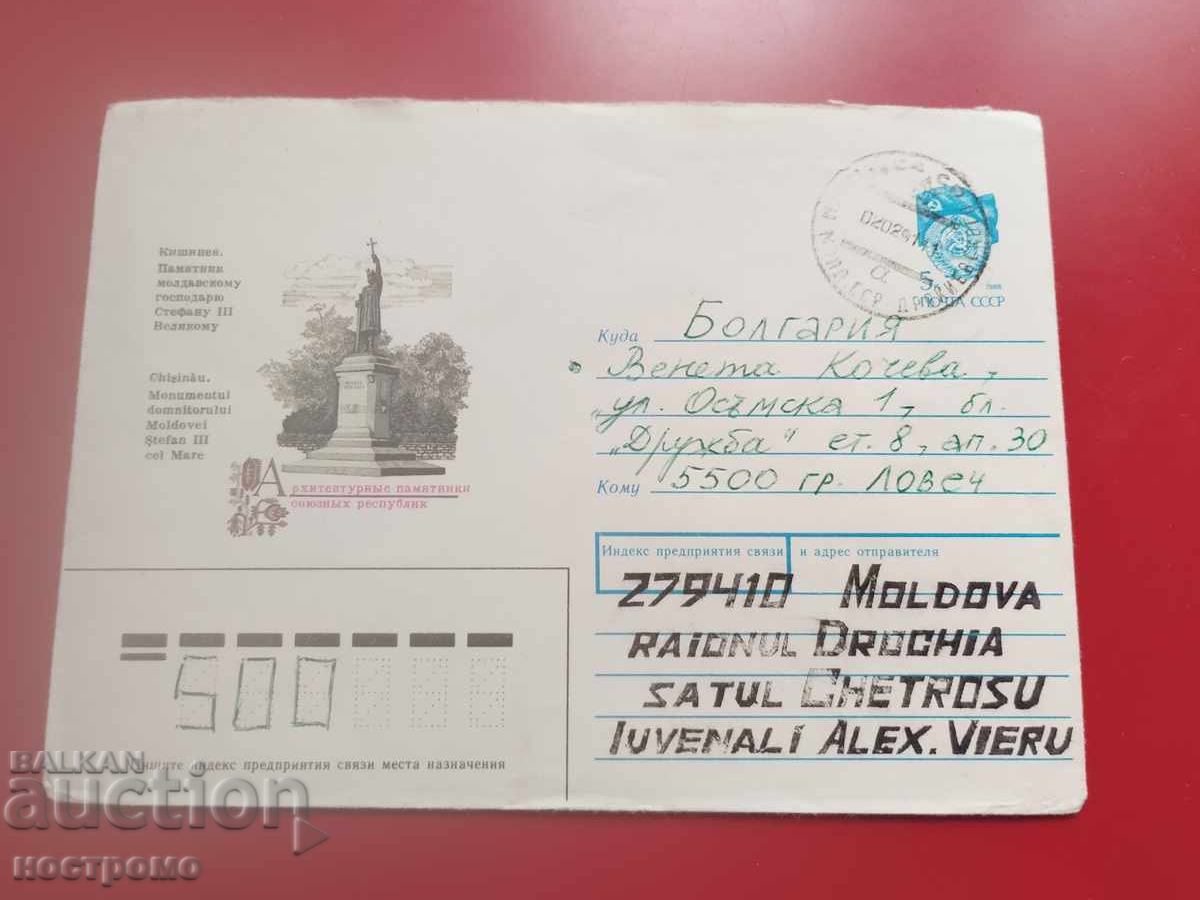 Кишинев.
Памятник
молдавскому
господарю
Стефану III
Великому
Chişinău.
Monumentul
domnitorului
Moldovei
Ştefan III
cel Mare
Архитектурные памятники
союзных республик
5к
1988
ПОЧТА СССР
020291
Куда Болгария
Венета Кочева,
ул. Осъмска 1, бл.
„Дружба" ет. 8, ап. 30
Кому 5500 гр. Ловеч
Индекс предприятия связи и адрес отправителя
279410 MOLDOVA
RAIONUL DROCHIA
SATUL CHETROSU
IUVENALI ALEX. VIERU
500
индекс предприятия связи места назначения
BALKAN
auction
ностромо